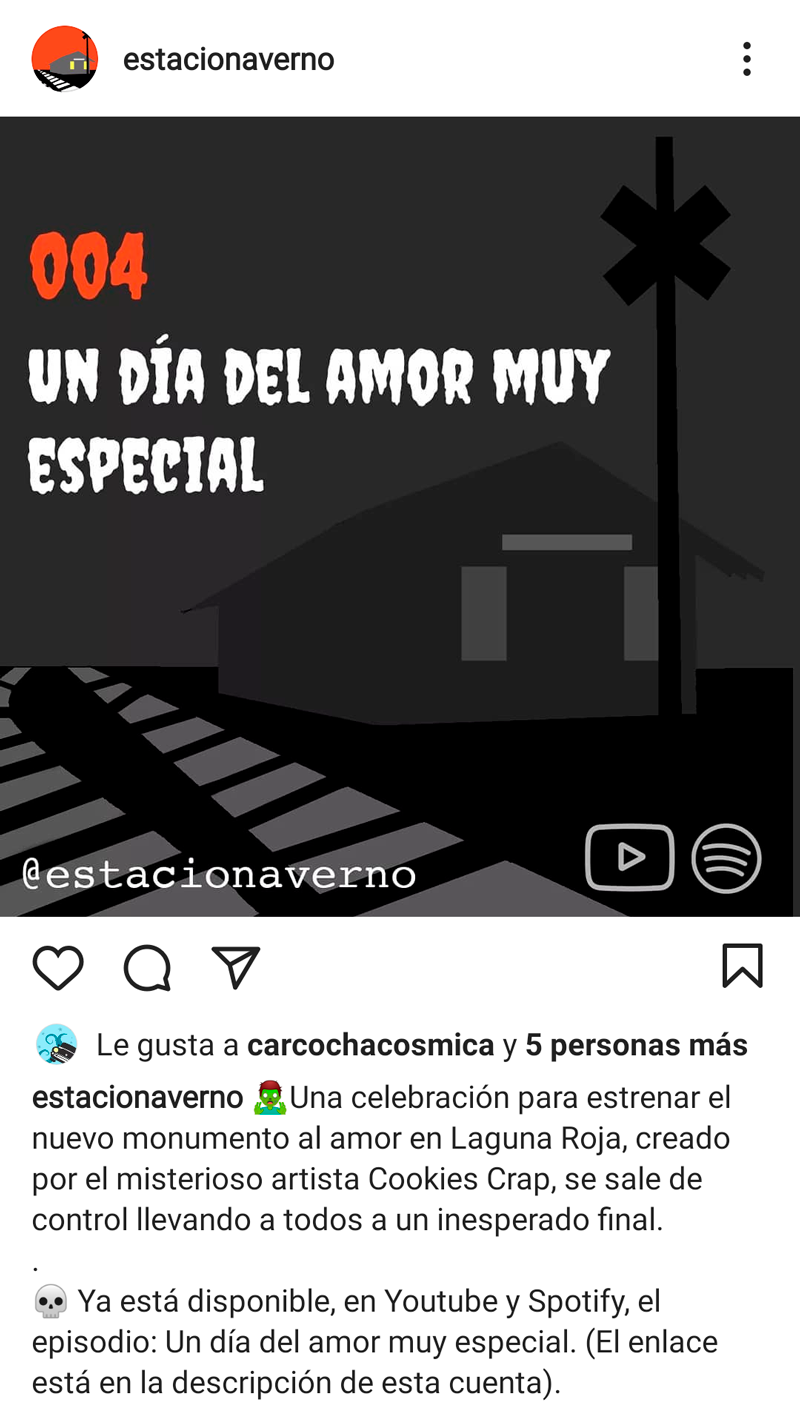 estacionaverno
004
UN DÍA DEL AMOR MUY
ESPECIAL
@estacionaverno
Le gusta a carcochacosmica y 5 personas más
estacionaverno 🧟‍♂️Una celebración para estrenar el
nuevo monumento al amor en Laguna Roja, creado
por el misterioso artista Cookies Crap, se sale de
control llevando a todos a un inesperado final.
.
💀 Ya está disponible, en Youtube y Spotify, el
episodio: Un día del amor muy especial. (El enlace
está en la descripción de esta cuenta).